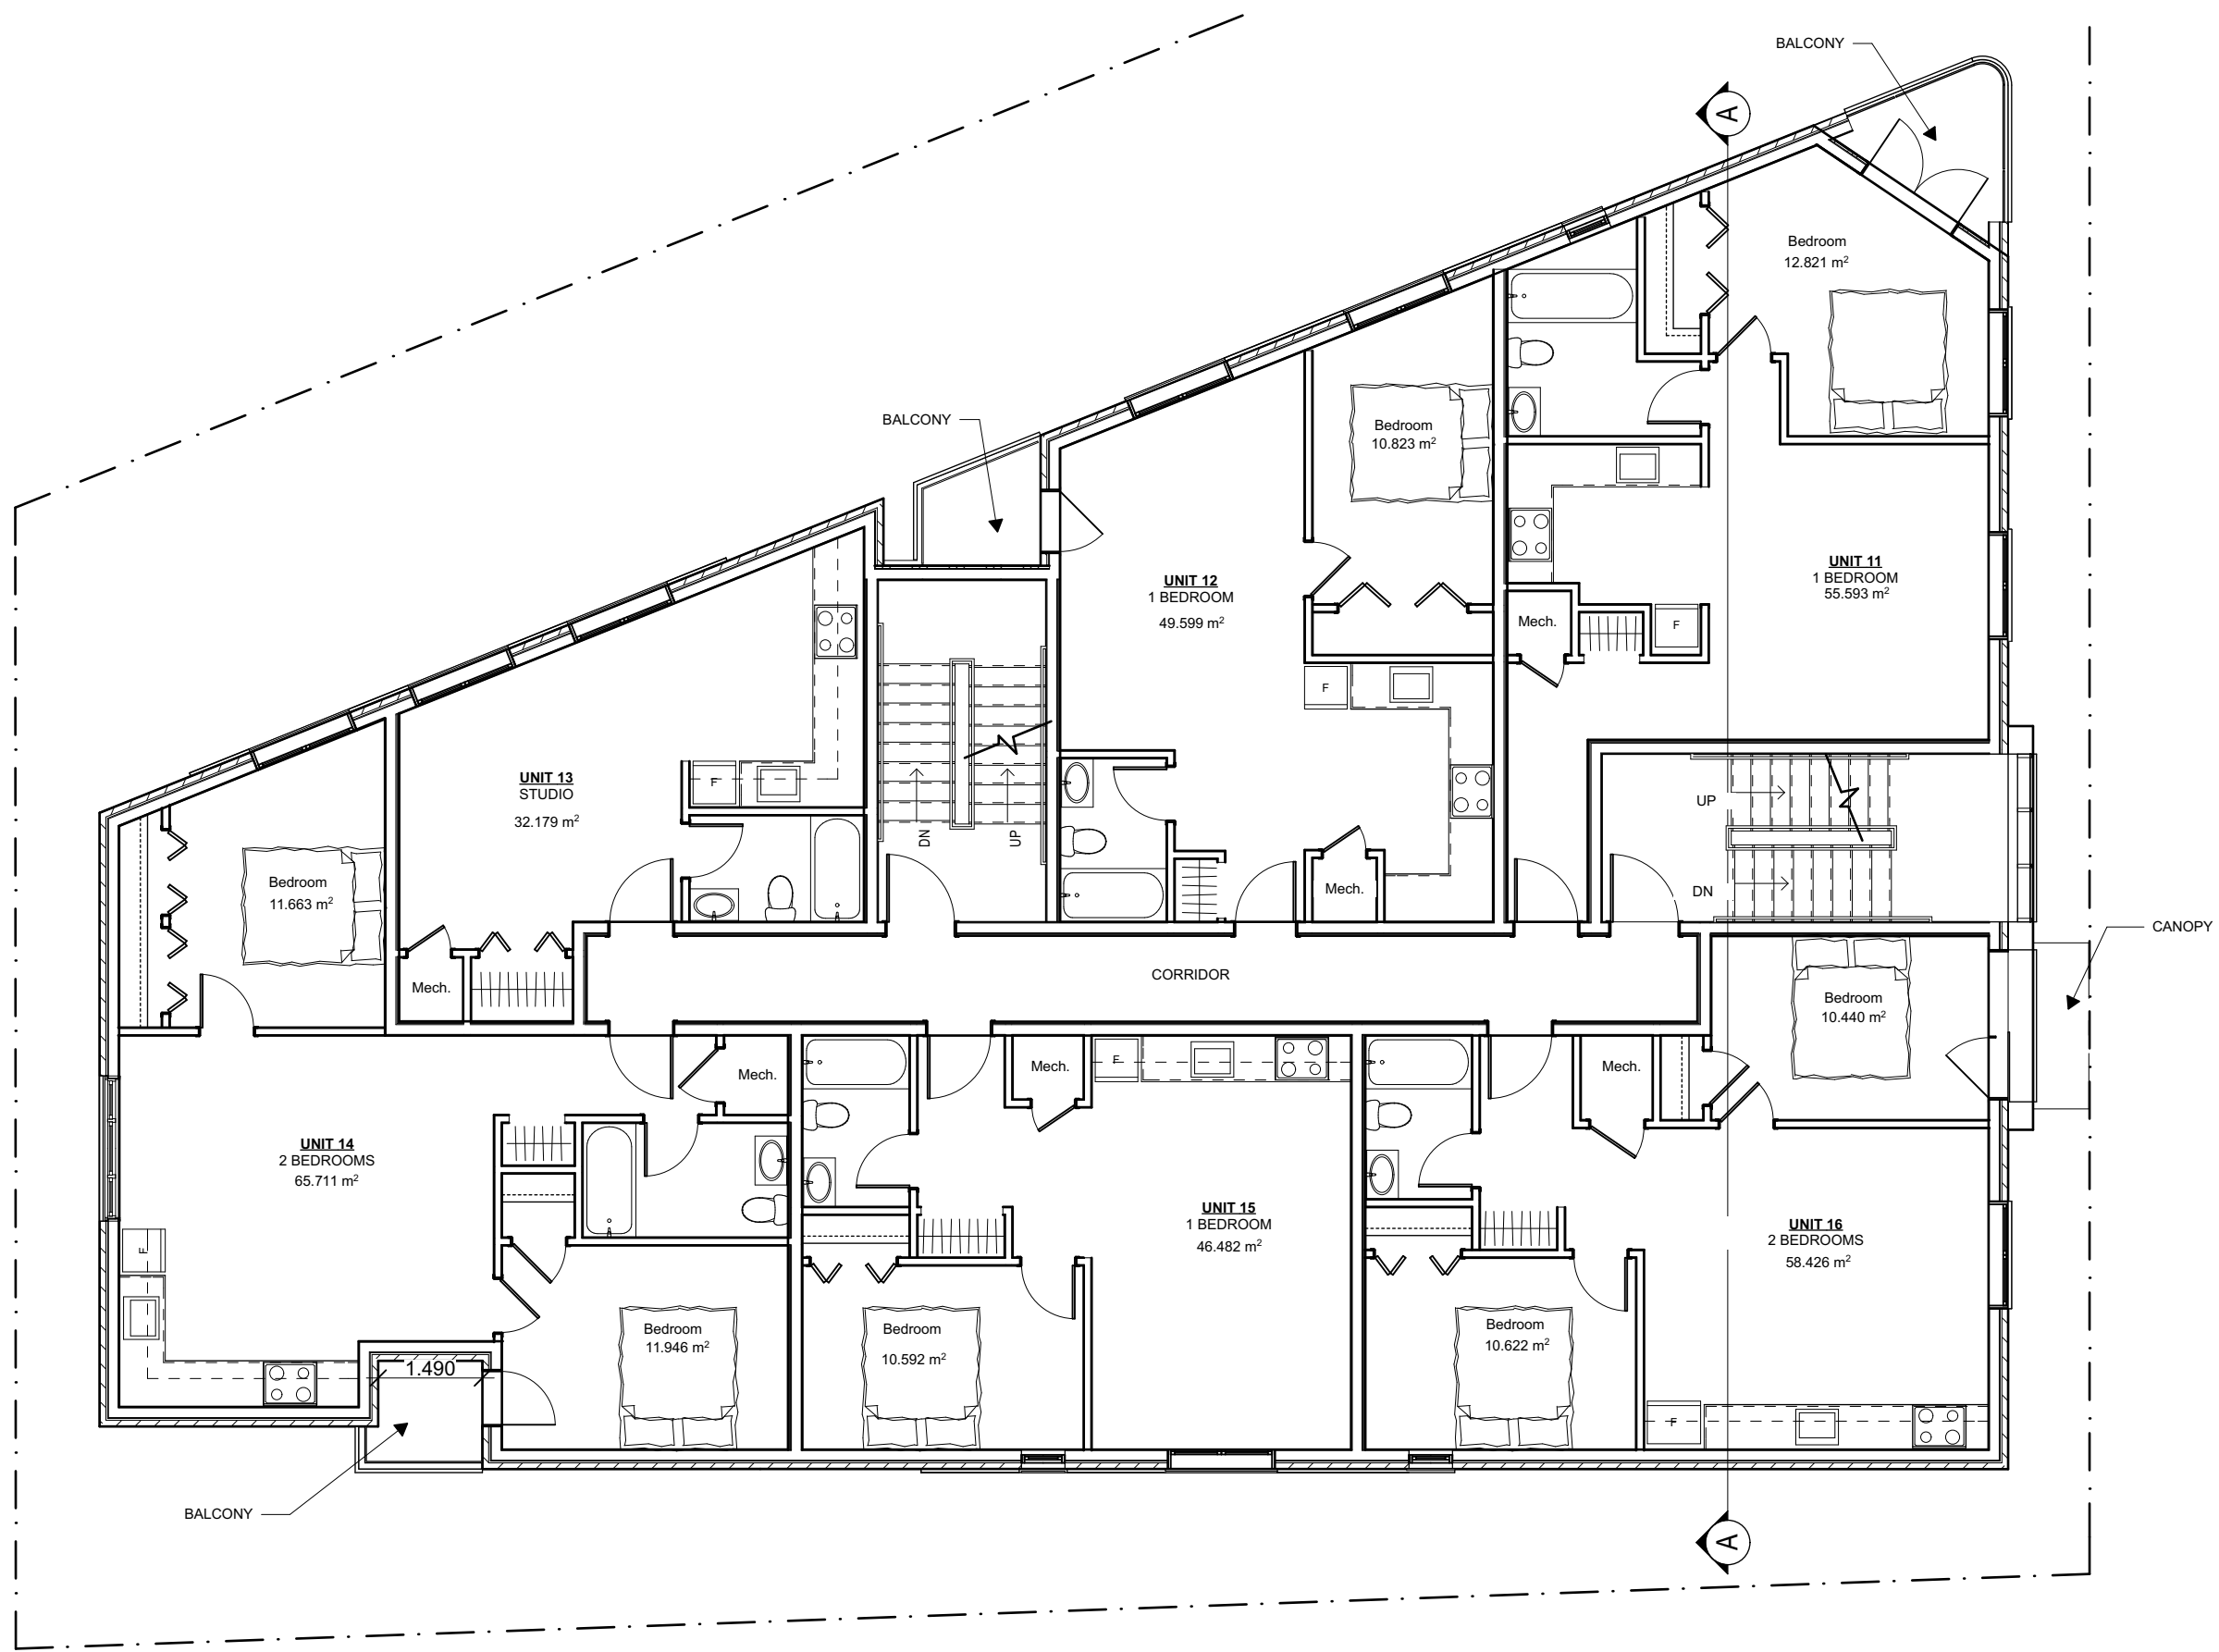 BALCONY
A
Bedroom
12.821 m²
BALCONY
Bedroom
10.823 m²
UNIT 11
1 BEDROOM
55.593 m²
UNIT 12
1 BEDROOM
49.599 m²
Mech.
F
F
UNIT 13
STUDIO
32.179 m²
F
DN
UP
UP
DN
Bedroom
11.663 m²
Mech.
CANOPY
CORRIDOR
Mech.
Bedroom
10.440 m²
Mech.
Mech.
F
Mech.
UNIT 14
2 BEDROOMS
65.711 m²
UNIT 15
1 BEDROOM
46.482 m²
UNIT 16
2 BEDROOMS
58.426 m²
F
Bedroom
11.946 m²
Bedroom
10.592 m²
Bedroom
10.622 m²
1.490
F
BALCONY
A